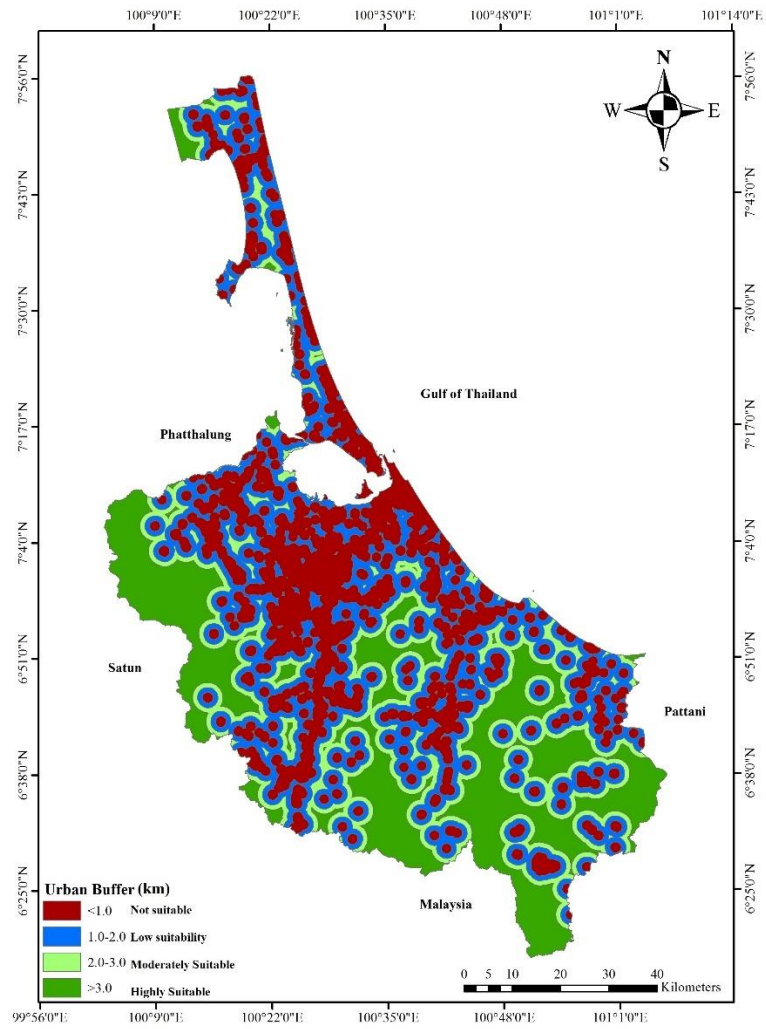 100°9'0"E 100°22'0"E 100°35'0"E 100°48'0"E 101°1'0"E 101°14'0"E
N
W E
S
7°56'0"N 7°56'0"N
7°43'0"N 7°43'0"N
7°30'0"N 7°30'0"N
Gulf of Thailand
7°17'0"N 7°17'0"N
Phatthalung
7°4'0"N 7°4'0"N
6°51'0"N 6°51'0"N
Satun
Pattani
6°38'0"N 6°38'0"N
6°25'0"N 6°25'0"N
Malaysia
Urban Buffer (km)
<1.0 Not suitable
1.0-2.0 Low suitability
2.0-3.0 Moderately Suitable
>3.0 Highly Suitable
0 5 10 20 30 40
Kilometers
99°56'0"E 100°9'0"E 100°22'0"E 100°35'0"E 100°48'0"E 101°1'0"E